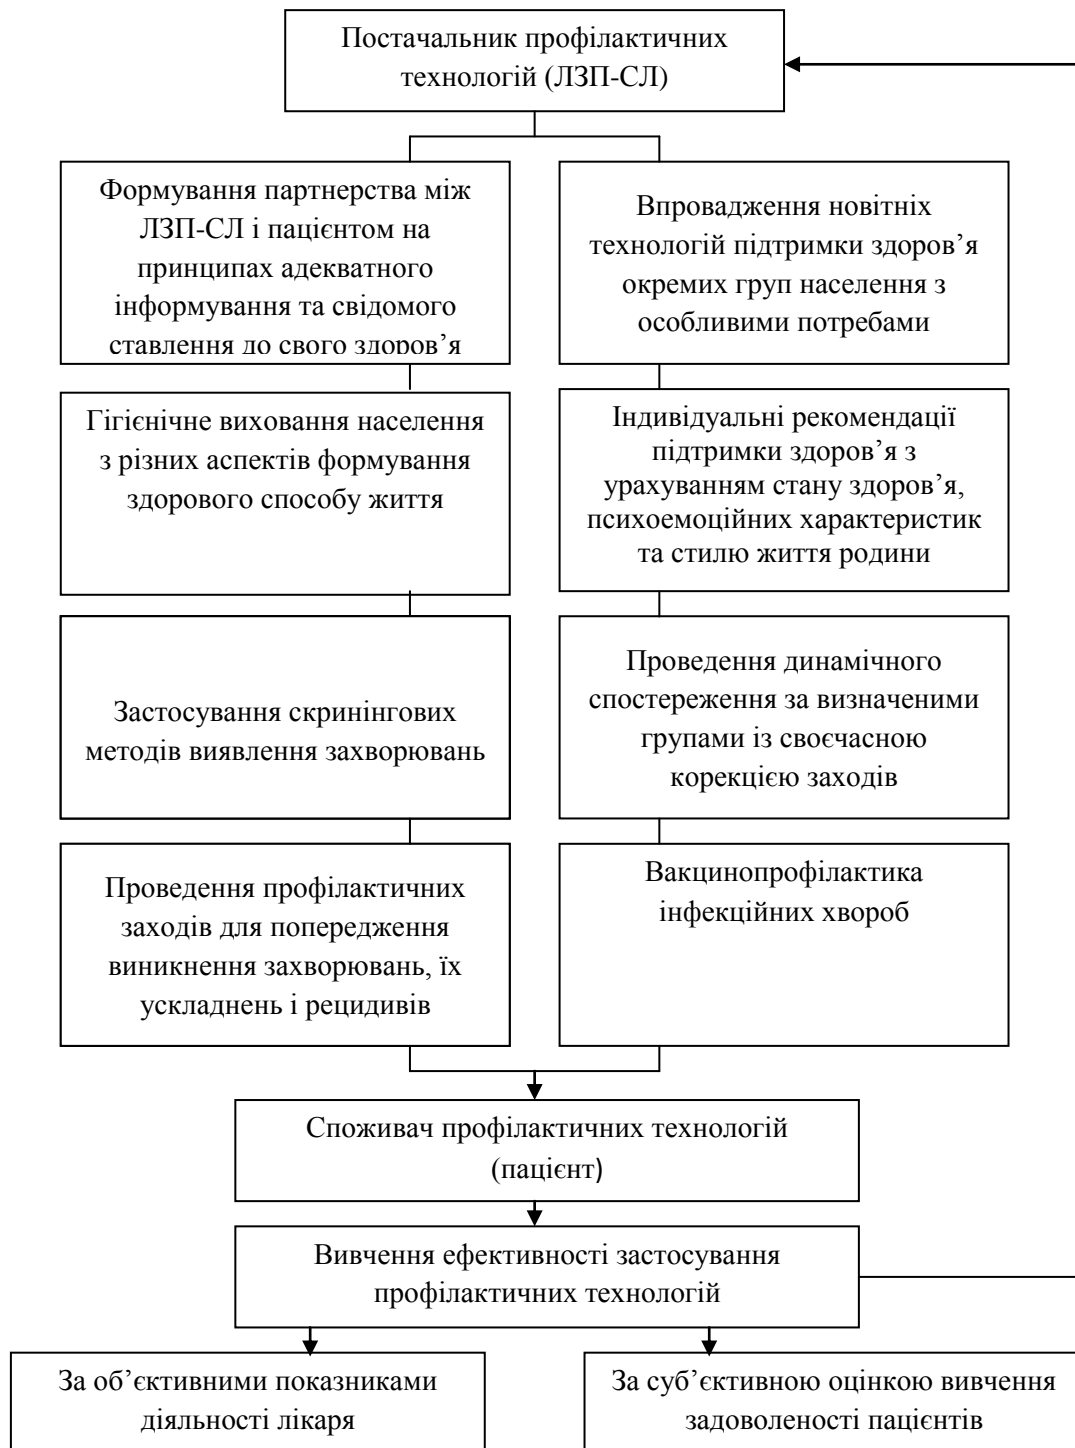 Постачальник профілактичних
технологій (ЛЗП-СЛ)
Формування партнерства між
ЛЗП-СЛ і пацієнтом на
принципах адекватного
інформування та свідомого
ставлення до свого здоров’я
Впровадження новітніх
технологій підтримки здоров’я
окремих груп населення з
особливими потребами
Гігієнічне виховання населення
з різних аспектів формування
здорового способу життя
Індивідуальні рекомендації
підтримки здоров’я з
урахуванням стану здоров’я,
психоемоційних характеристик
та стилю життя родини
Застосування скринінгових
методів виявлення захворювань
Проведення динамічного
спостереження за визначеними
групами із своєчасною
корекцією заходів
Проведення профілактичних
заходів для попередження
виникнення захворювань, їх
ускладнень і рецидивів
Вакцинопрофілактика
інфекційних хвороб
Споживач профілактичних технологій
(пацієнт)
Вивчення ефективності застосування
профілактичних технологій
За об’єктивними показниками
діяльності лікаря
За суб’єктивною оцінкою вивчення
задоволеності пацієнтів